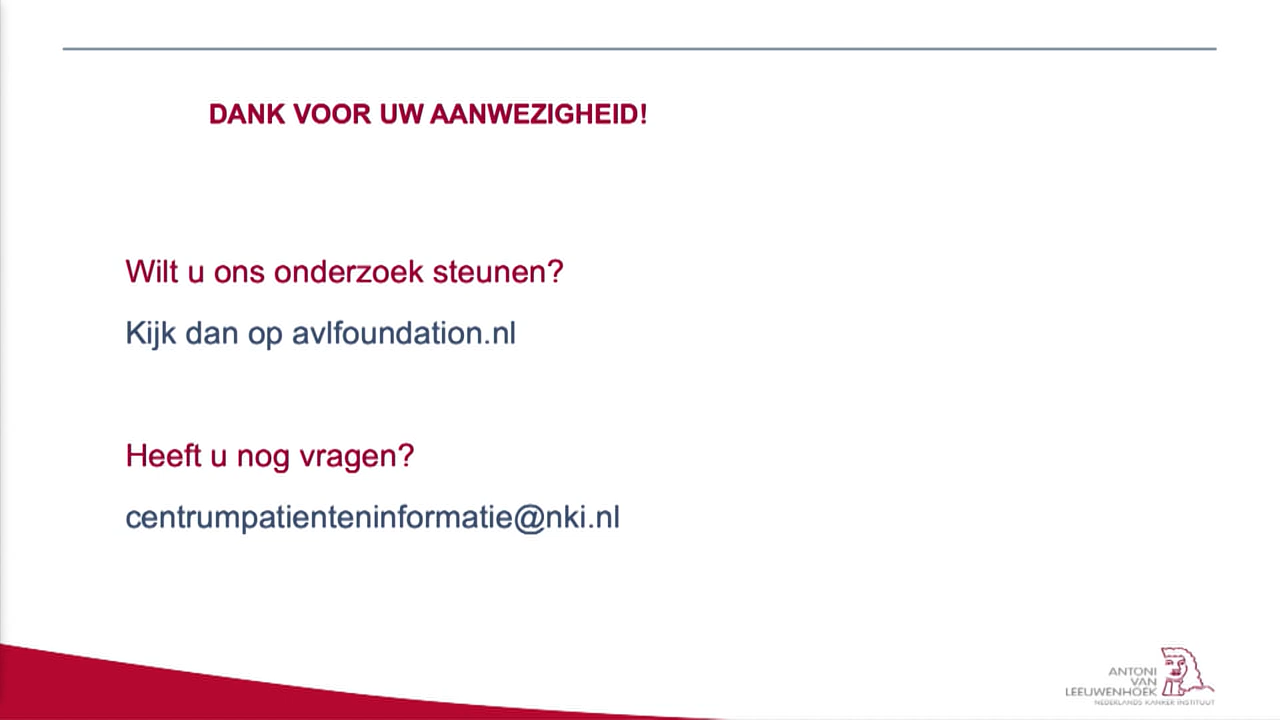 DANK VOOR UW AANWEZIGHEID!
Wilt u ons onderzoek steunen?
Kijk dan op avlfoundation.nl
Heeft u nog vragen?
centrumpatienteninformatie@nki.nl
ANTONI
VAN
LEEUWENHOEK
NEDERLANDS KANKER INSTITUUT